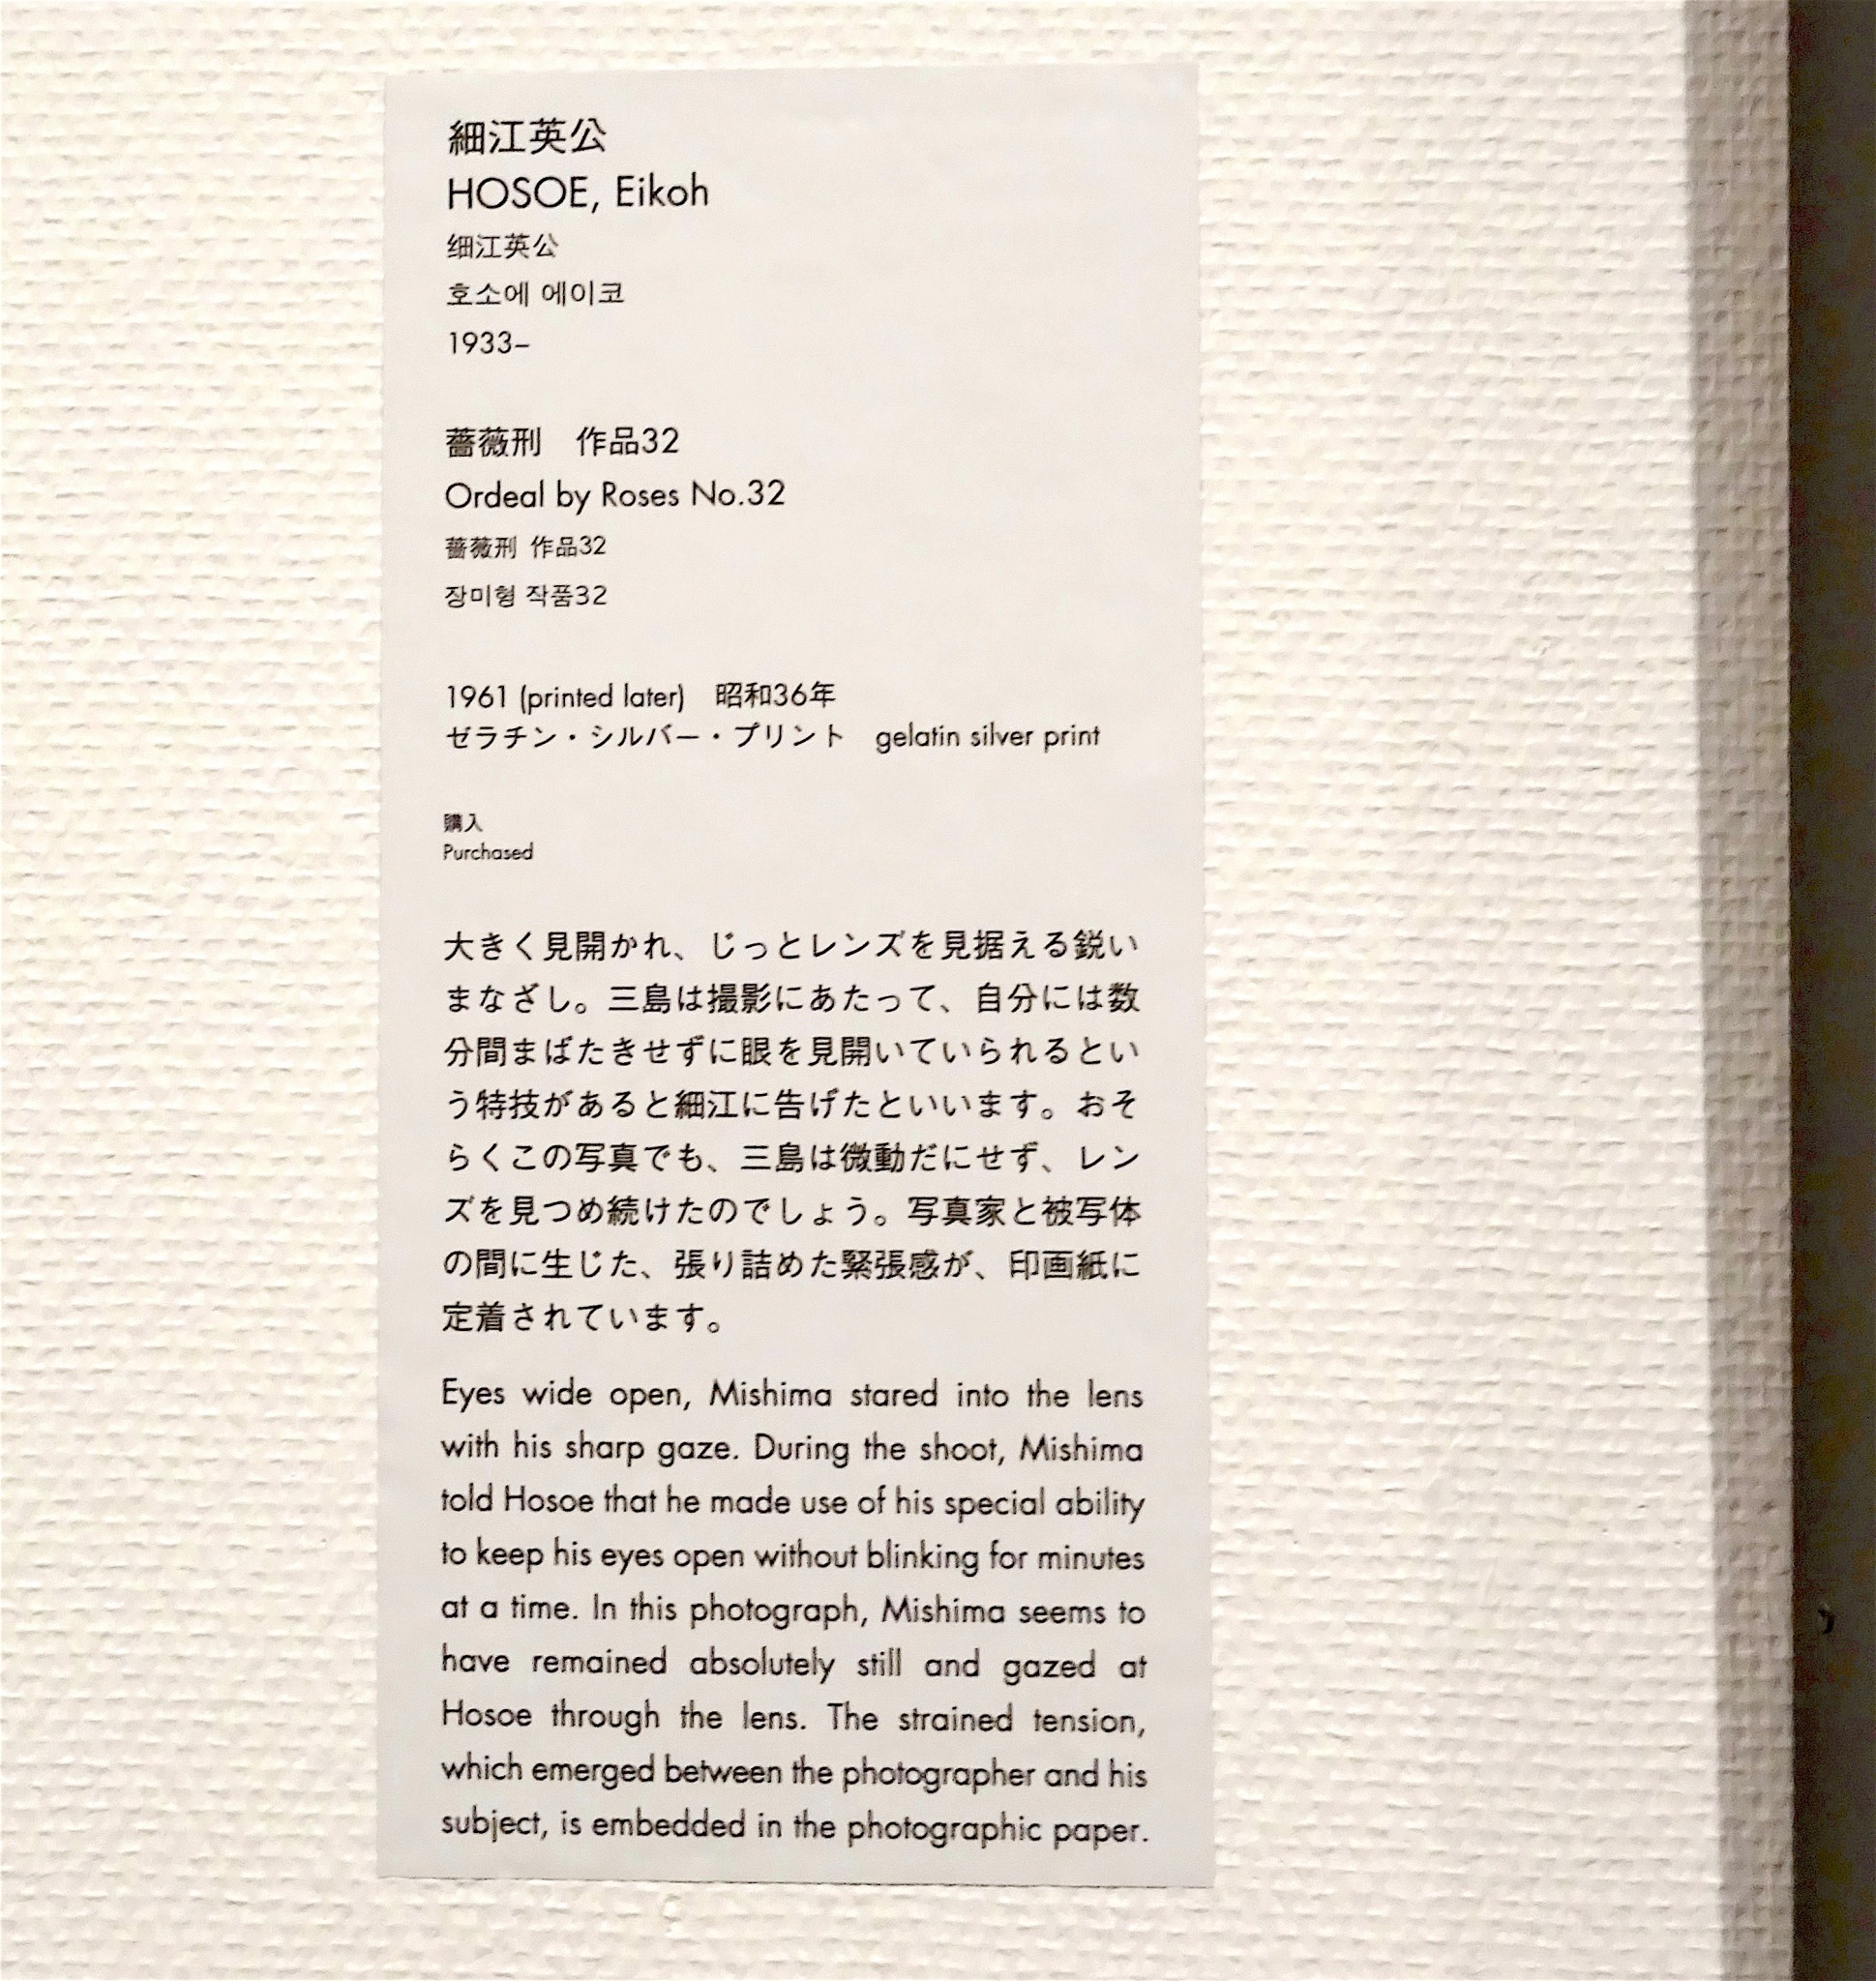 細江英公
HOSOE, Eikoh
细江英公
호소에 에이코
1933–
薔薇刑　作品32
Ordeal by Roses No.32
薔薇刑 作品32
장미형 작품32
1961 (printed later)　昭和36年
ゼラチン・シルバー・プリント　gelatin silver print
購入
Purchased
大きく見開かれ、じっとレンズを見据える鋭い
まなざし。三島は撮影にあたって、自分には数
分間まばたきせずに眼を見開いていられるとい
う特技があると細江に告げたといいます。おそ
らくこの写真でも、三島は微動だにせず、レン
ズを見つめ続けたのでしょう。写真家と被写体
の間に生じた、張り詰めた緊張感が、印画紙に
定着されています。
Eyes wide open, Mishima stared into the lens
with his sharp gaze. During the shoot, Mishima
told Hosoe that he made use of his special ability
to keep his eyes open without blinking for minutes
at a time. In this photograph, Mishima seems to
have remained absolutely still and gazed at
Hosoe through the lens. The strained tension,
which emerged between the photographer and his
subject, is embedded in the photographic paper.